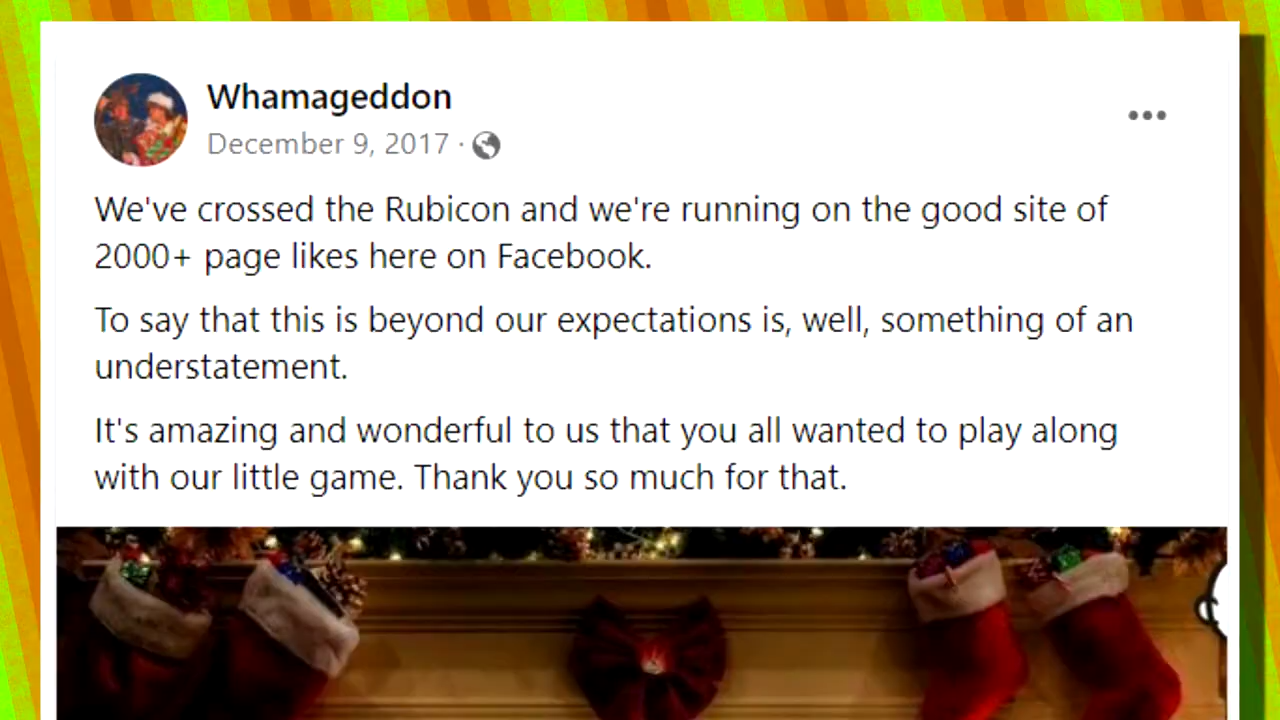 Whamageddon
December 9, 2017 ·
We've crossed the Rubicon and we're running on the good site of
2000+ page likes here on Facebook.
To say that this is beyond our expectations is, well, something of an
understatement.
It's amazing and wonderful to us that you all wanted to play along
with our little game. Thank you so much for that.